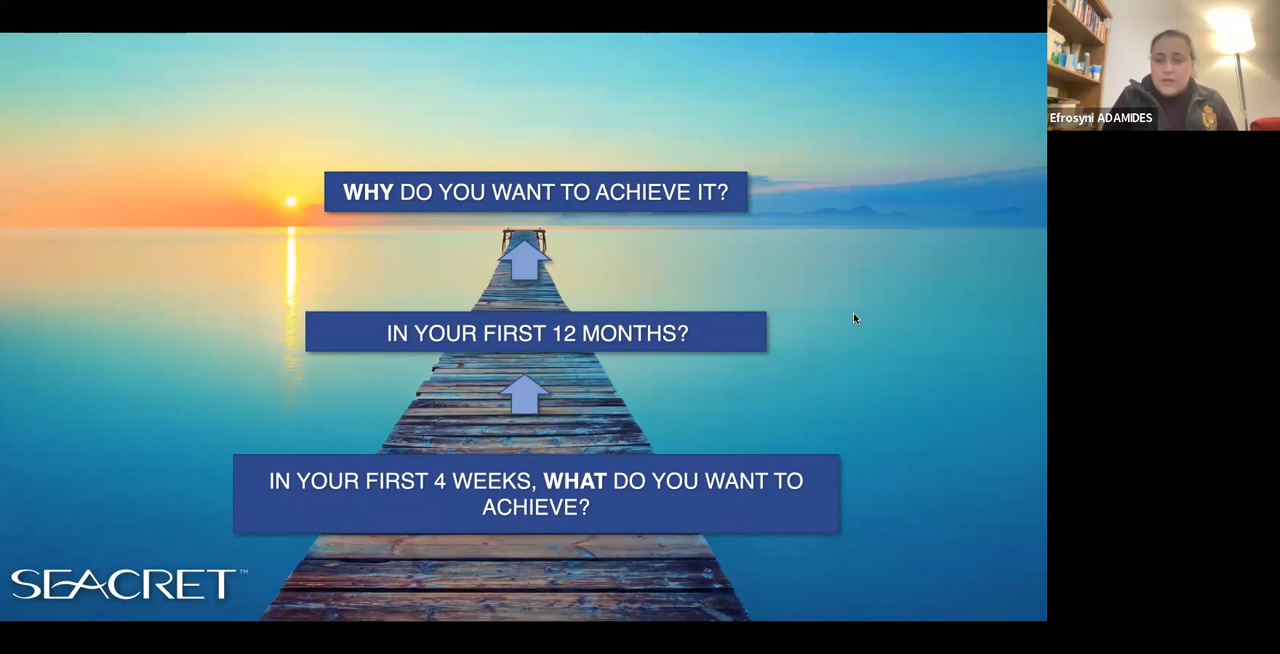 Efrosyni ADAMIDES
WHY DO YOU WANT TO ACHIEVE IT?
IN YOUR FIRST 12 MONTHS?
IN YOUR FIRST 4 WEEKS, WHAT DO YOU WANT TO
ACHIEVE?
SEACRET™